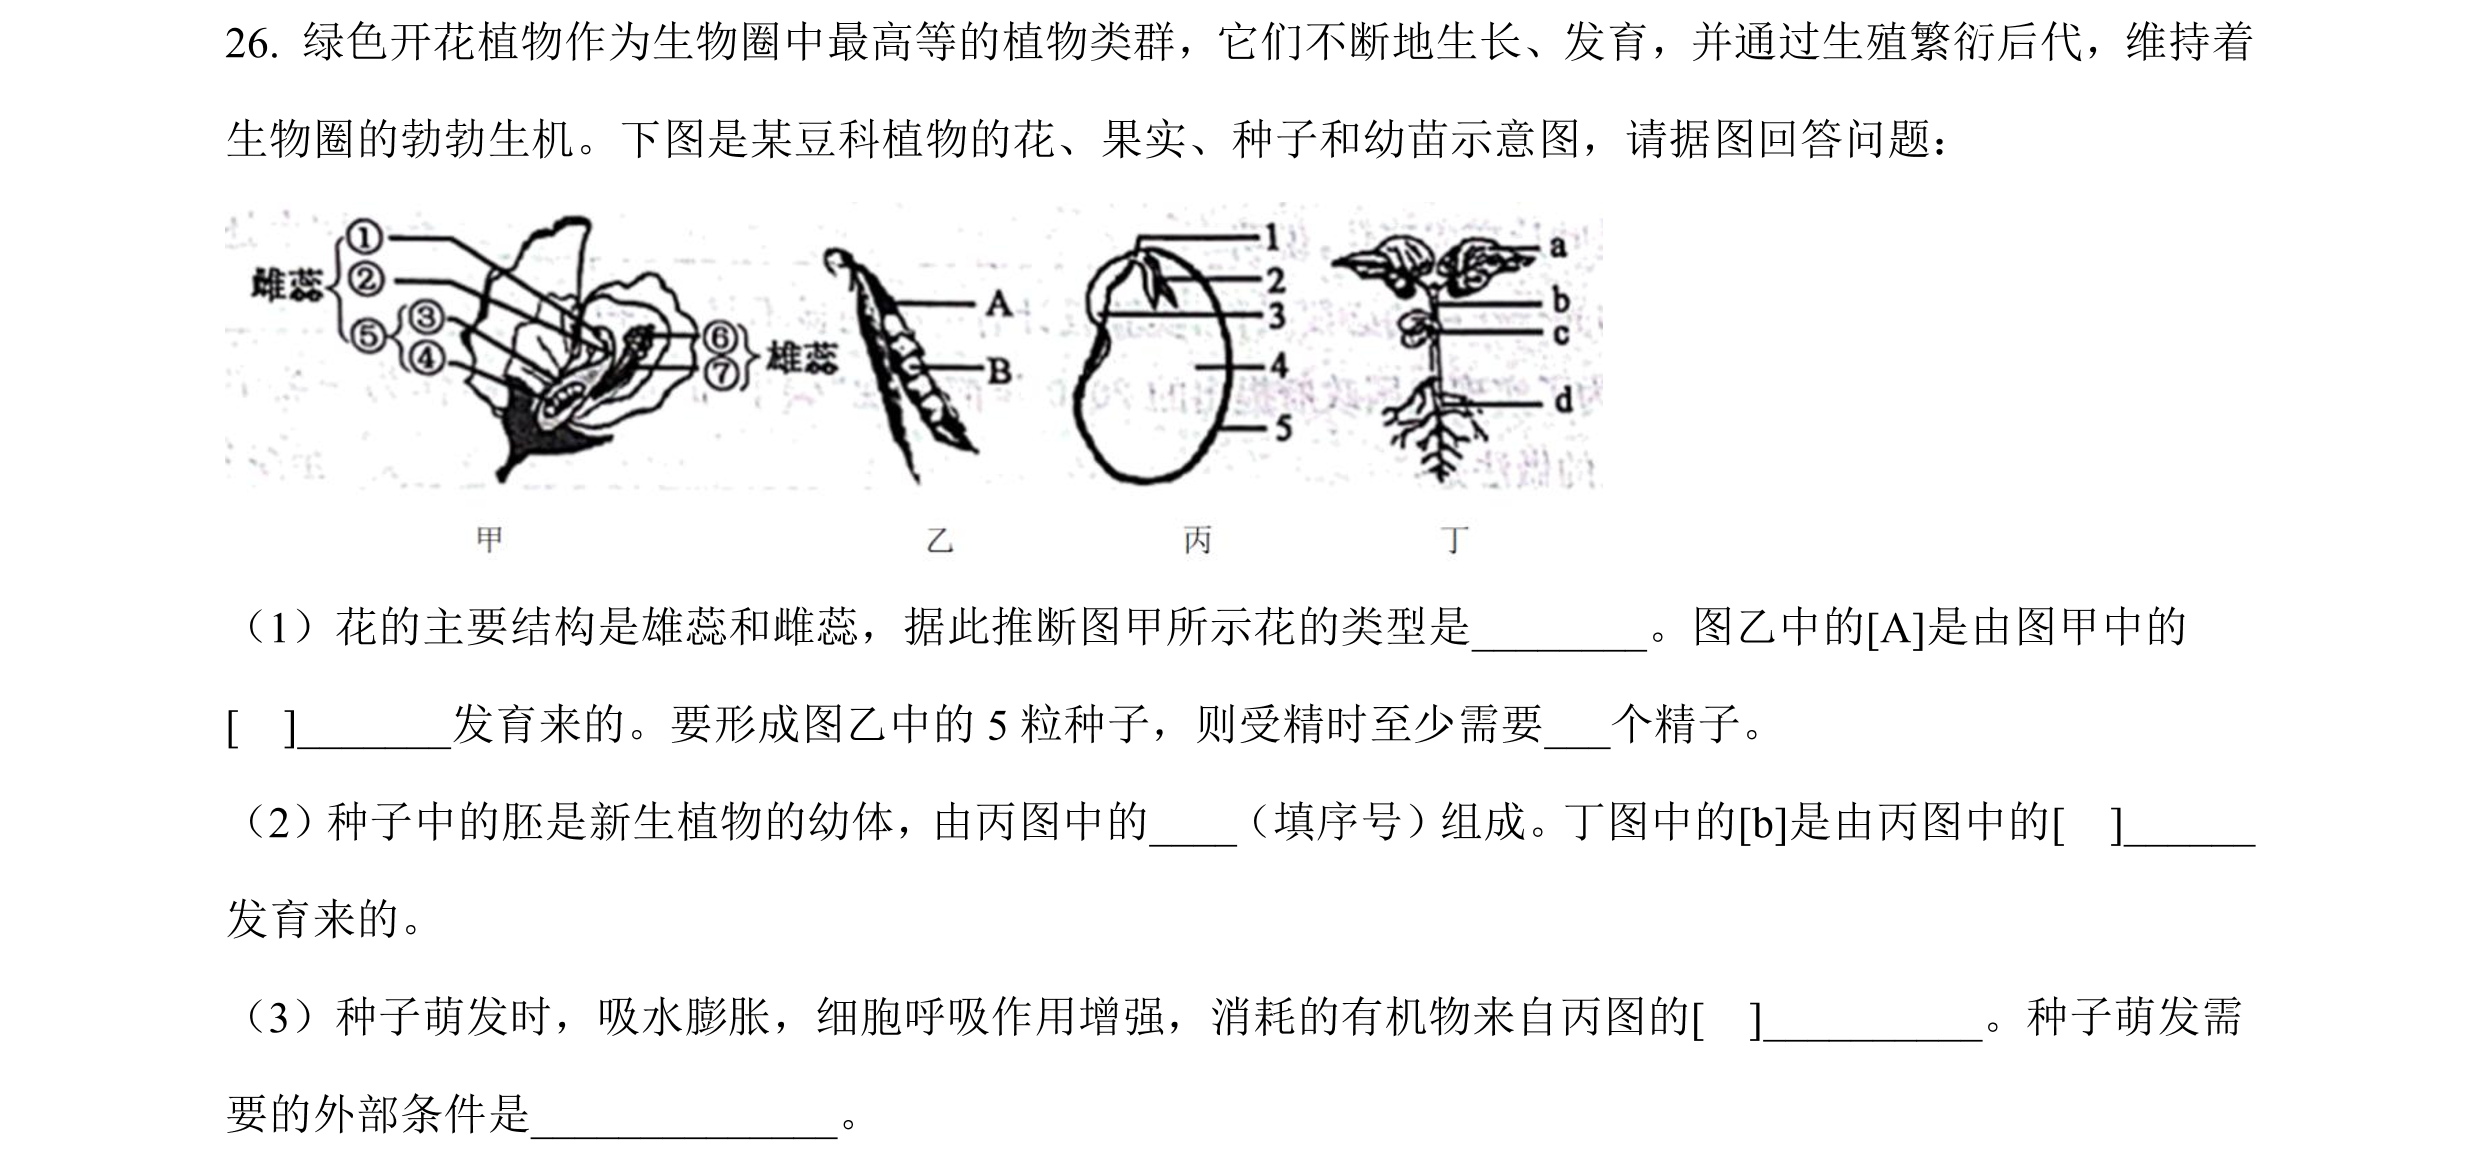 26. 绿色开花植物作为生物圈中最高等的植物类群，它们不断地生长、发育，并通过生殖繁衍后代，维持着
生物圈的勃勃生机。下图是某豆科植物的花、果实、种子和幼苗示意图，请据图回答问题：
雌蕊 ① ② ⑤ ③ ④ ⑥ ⑦ 雄蕊
A B
1 2 3 4 5
a b c d
甲 乙 丙 丁
（1）花的主要结构是雄蕊和雌蕊，据此推断图甲所示花的类型是________。图乙中的[A]是由图甲中的
[ ]_______发育来的。要形成图乙中的 5 粒种子，则受精时至少需要___个精子。
（2）种子中的胚是新生植物的幼体，由丙图中的____（填序号）组成。丁图中的[b]是由丙图中的[ ]______
发育来的。
（3）种子萌发时，吸水膨胀，细胞呼吸作用增强，消耗的有机物来自丙图的[ ]__________。种子萌发需
要的外部条件是______________。